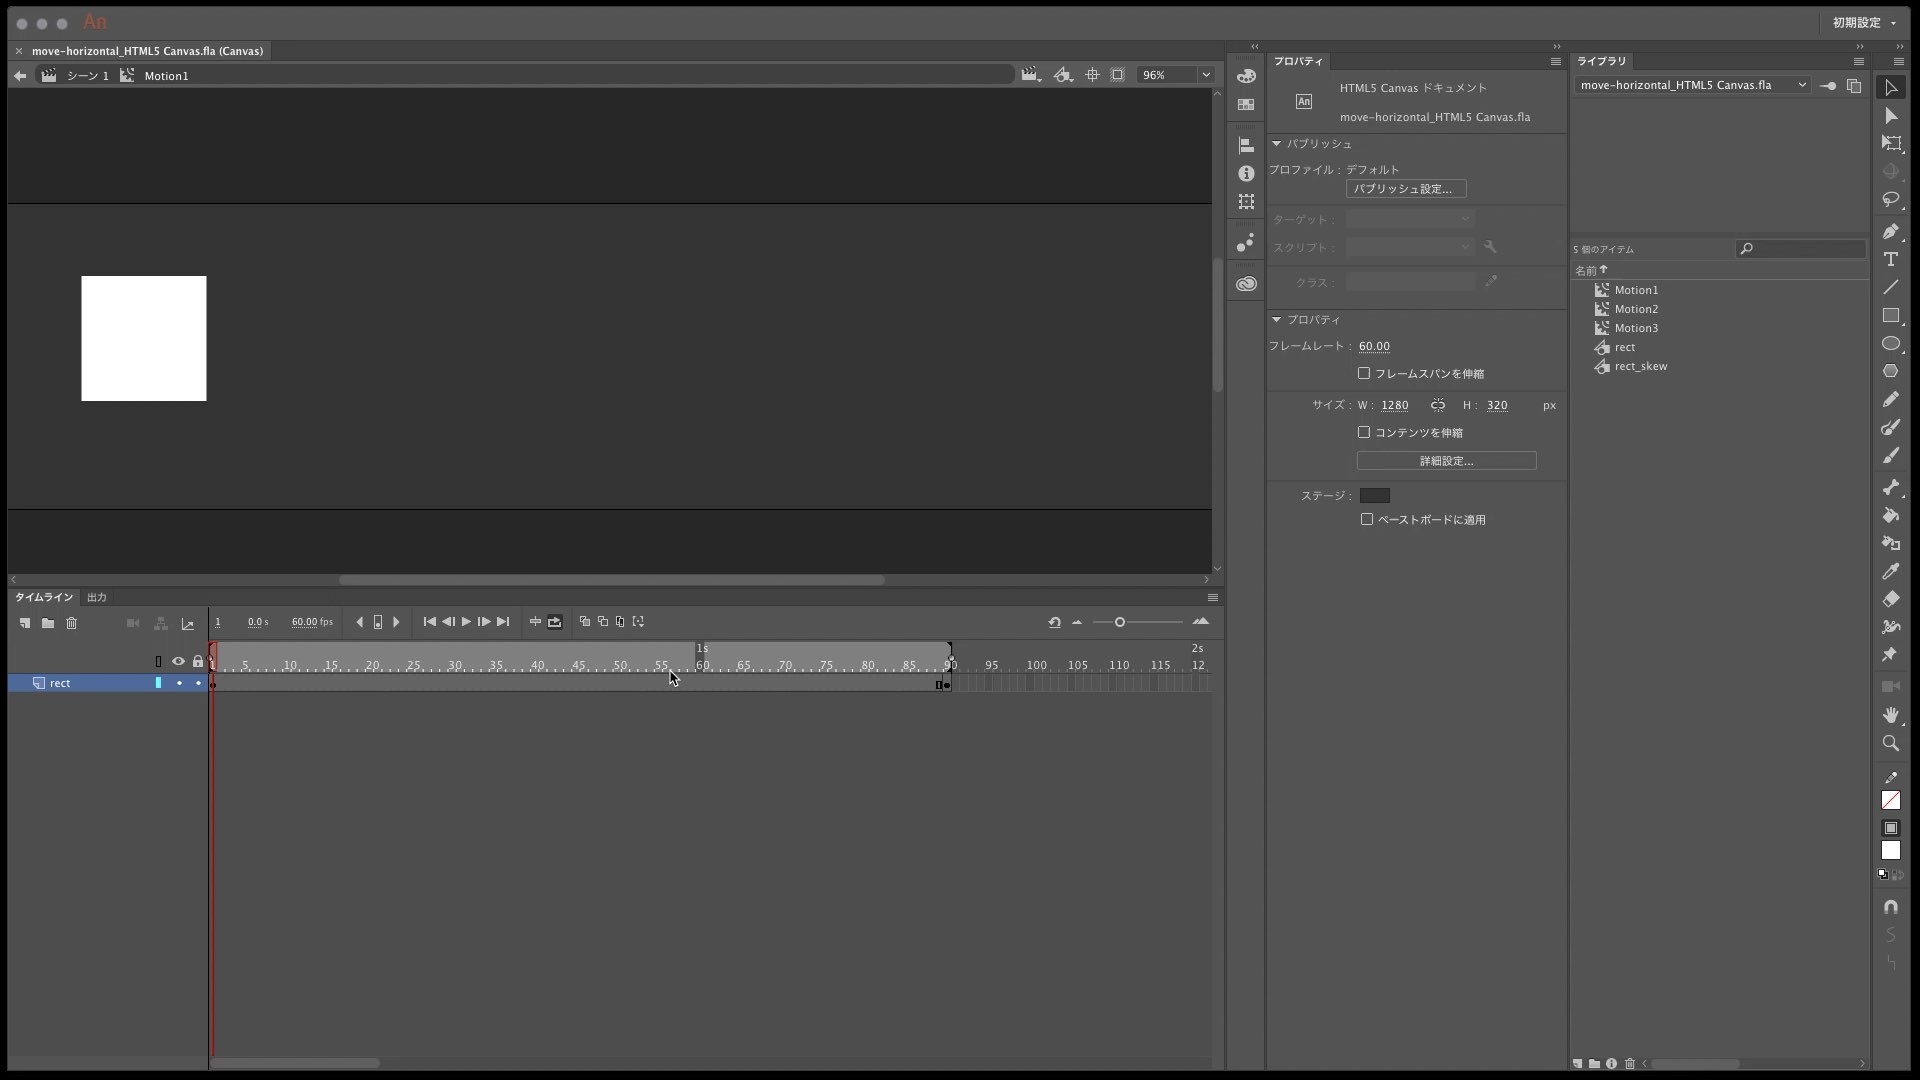 An
初期設定
move-horizontal_HTML5 Canvas.fla (Canvas)
シーン 1
Motion1
96%
プロパティ
HTML5 Canvas ドキュメント
An
move-horizontal_HTML5 Canvas.fla
パブリッシュ
プロファイル : デフォルト
パブリッシュ設定...
ターゲット :
スクリプト :
クラス :
プロパティ
フレームレート : 60.00
フレームスパンを伸縮
サイズ : W : 1280 H : 320 px
コンテンツを伸縮
詳細設定...
ステージ :
ペーストボードに適用
ライブラリ
move-horizontal_HTML5 Canvas.fla
5 個のアイテム
名前
Motion1
Motion2
Motion3
rect
rect_skew
タイムライン 出力
1 0.0 s 60.00 fps
1s 2s
1 5 10 15 20 25 30 35 40 45 50 55 60 65 70 75 80 85 90 95 100 105 110 115 12
rect